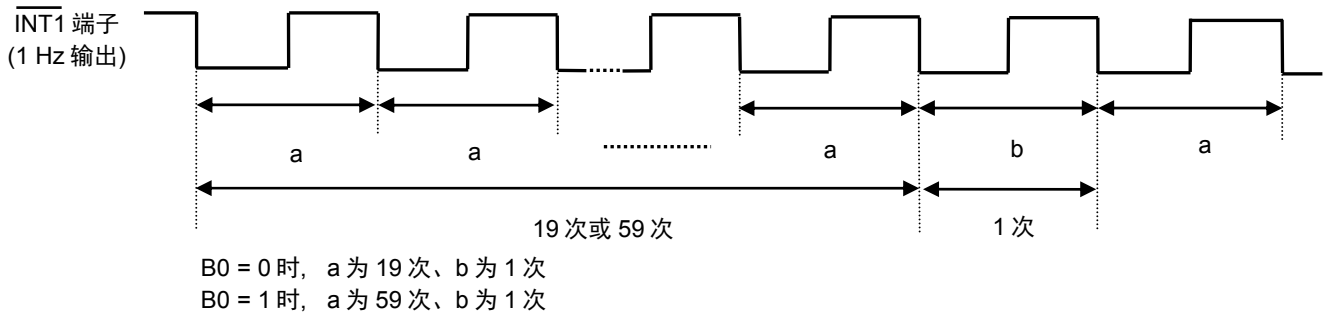 INT1 端子
(1 Hz 输出)
a
a
a
b
a
19 次或 59 次
1 次
B0 = 0 时, a 为 19 次、b 为 1 次
B0 = 1 时, a 为 59 次、b 为 1 次